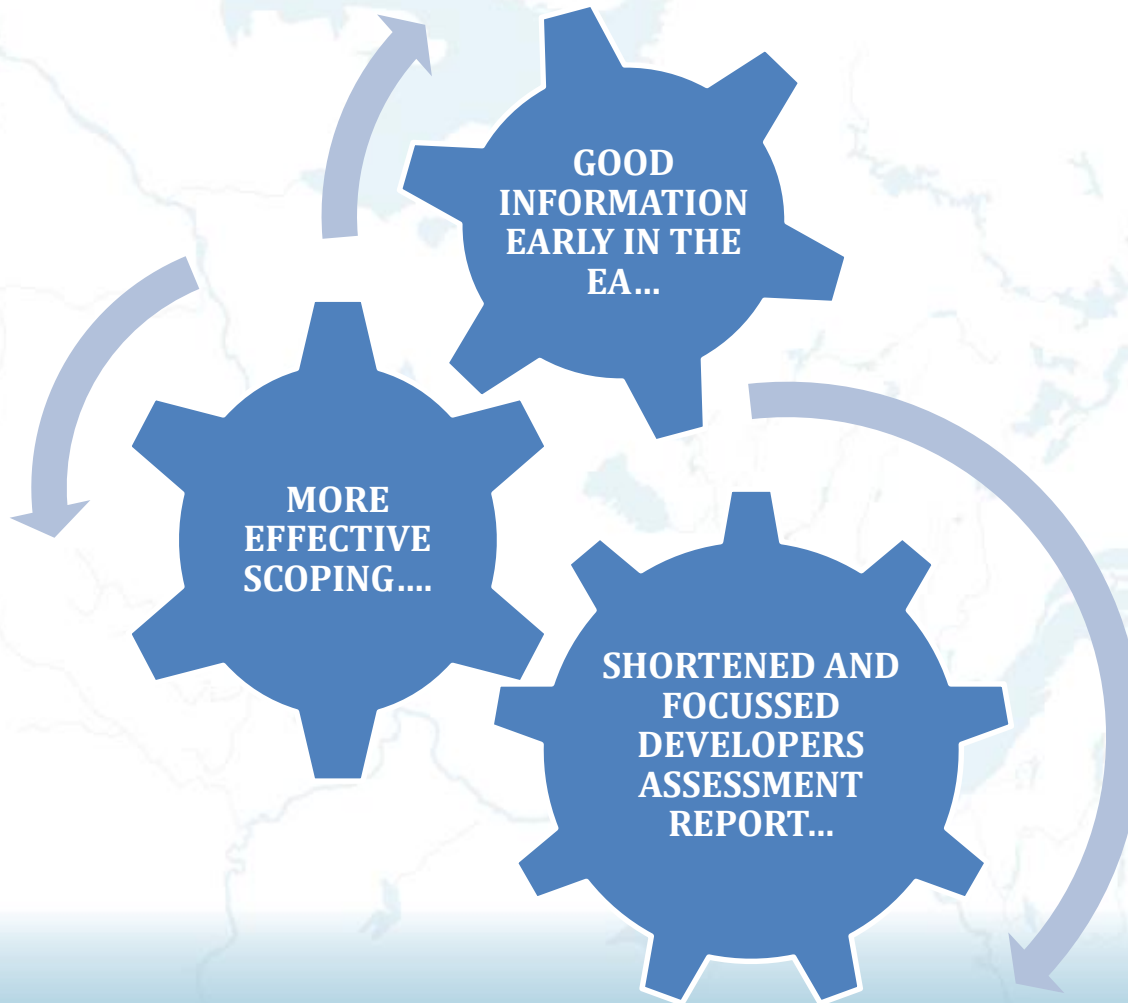 GOOD
INFORMATION
EARLY IN THE
EA…
MORE
EFFECTIVE
SCOPING….
SHORTENED AND
FOCUSSED
DEVELOPERS
ASSESSMENT
REPORT…